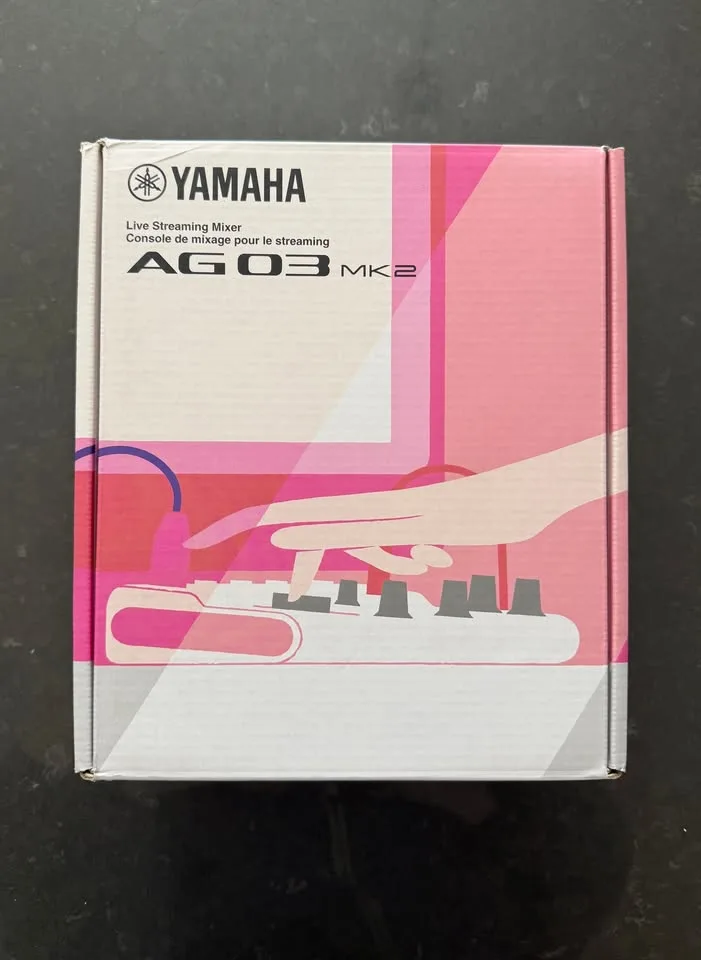 YAMAHA
Live Streaming Mixer
Console de mixage pour le streaming
AG03 MK2